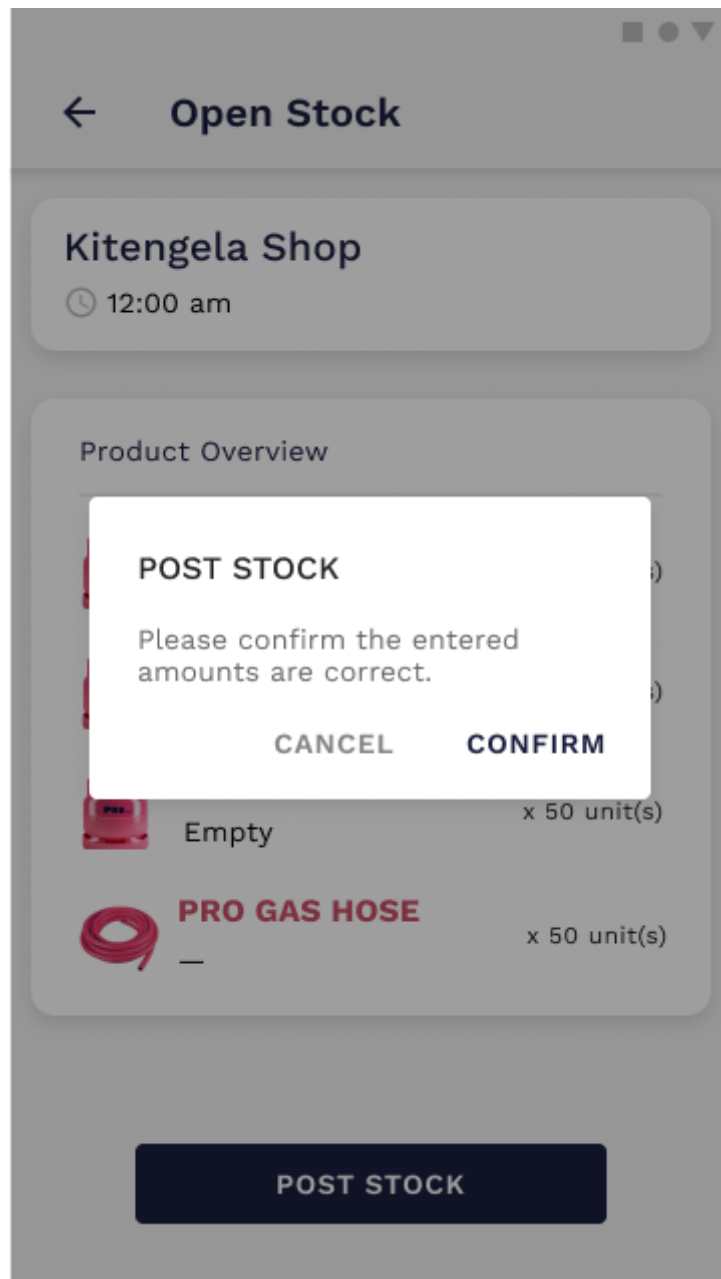 Open Stock
Kitengela Shop
12:00 am
Product Overview
POST STOCK
Please confirm the entered
amounts are correct.
CANCEL CONFIRM
x 50 unit(s)
Empty
PRO GAS HOSE
—
x 50 unit(s)
POST STOCK